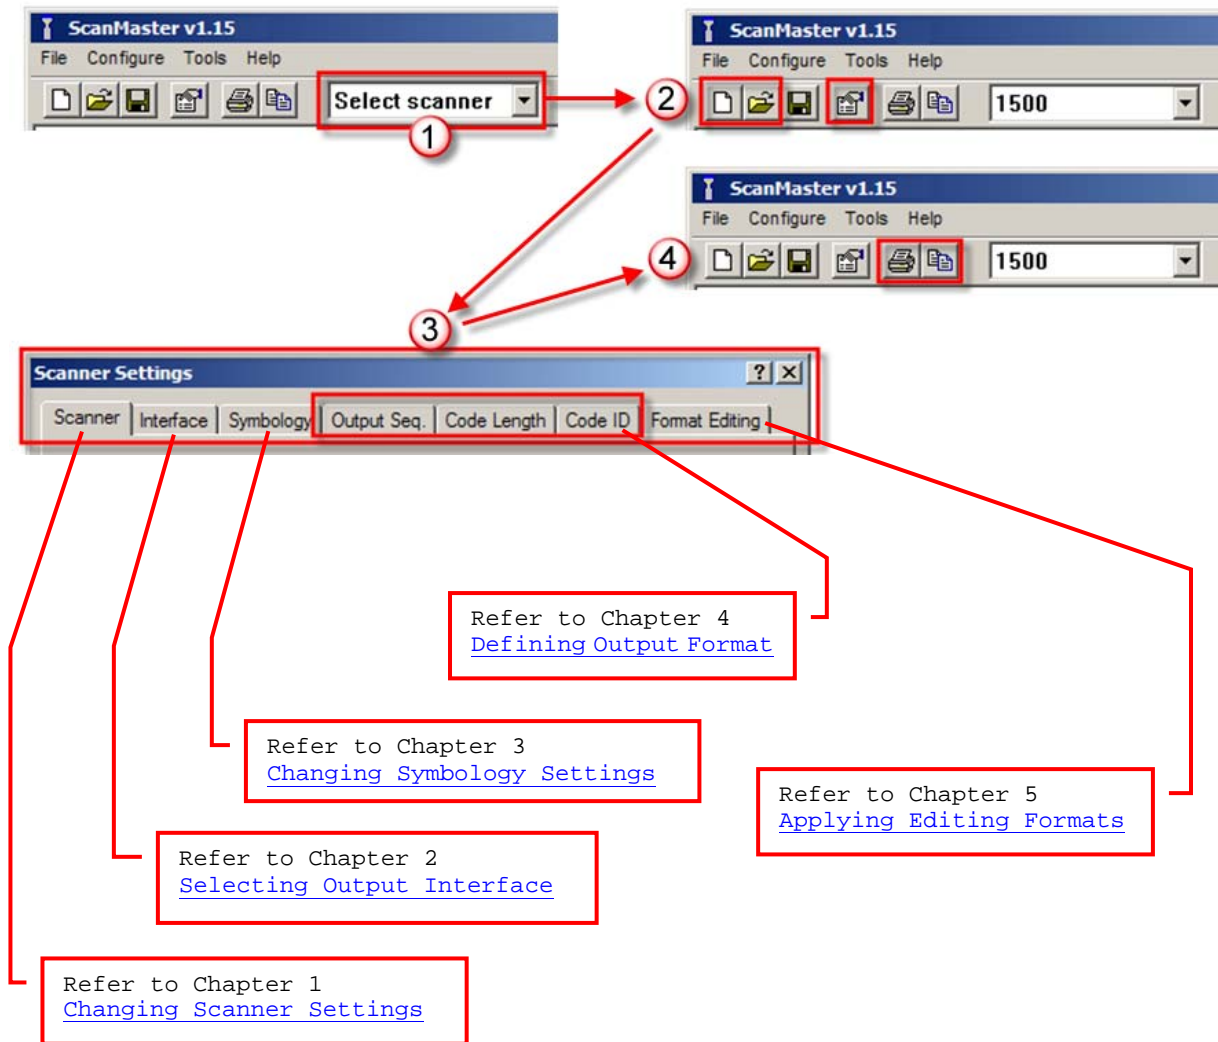 ScanMaster v1.15
File Configure Tools Help
Select scanner
1
ScanMaster v1.15
File Configure Tools Help
2
1500
ScanMaster v1.15
File Configure Tools Help
4
1500
3
Scanner Settings
Scanner Interface Symbology Output Seq. Code Length Code ID Format Editing
Refer to Chapter 4
Defining Output Format
Refer to Chapter 3
Changing Symbology Settings
Refer to Chapter 5
Applying Editing Formats
Refer to Chapter 2
Selecting Output Interface
Refer to Chapter 1
Changing Scanner Settings